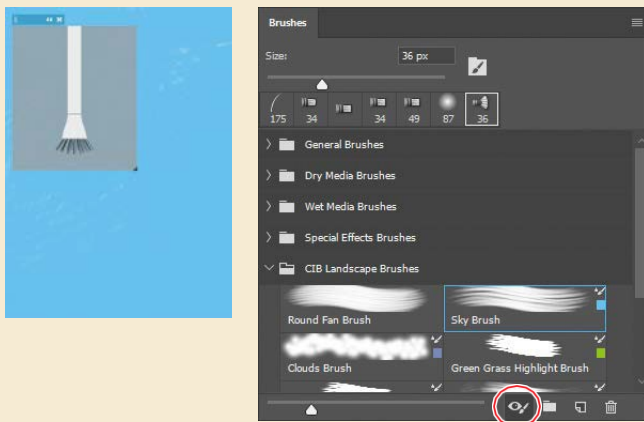 Brushes
Size: 36 px
175 34 34 49 87 36
General Brushes
Dry Media Brushes
Wet Media Brushes
Special Effects Brushes
CIB Landscape Brushes
Round Fan Brush Sky Brush
Clouds Brush Green Grass Highlight Brush